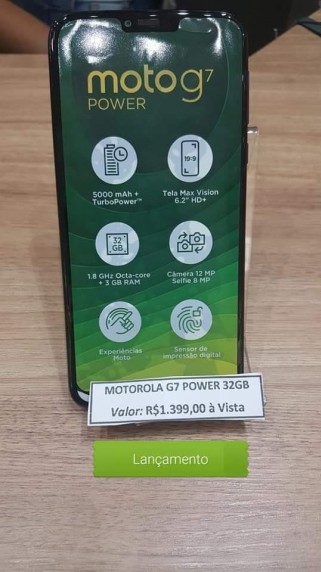 moto g⁷
POWER
5000 mAh +
TurboPower™
19:9
Tela Max Vision
6.2" HD+
32
GB
1.8 GHz Octa-core
+ 3 GB RAM
Câmera 12 MP
Selfie 8 MP
Experiências
Moto
Sensor de
impressão digital
MOTOROLA G7 POWER 32GB
Valor: R$1.399,00 à Vista
Lançamento